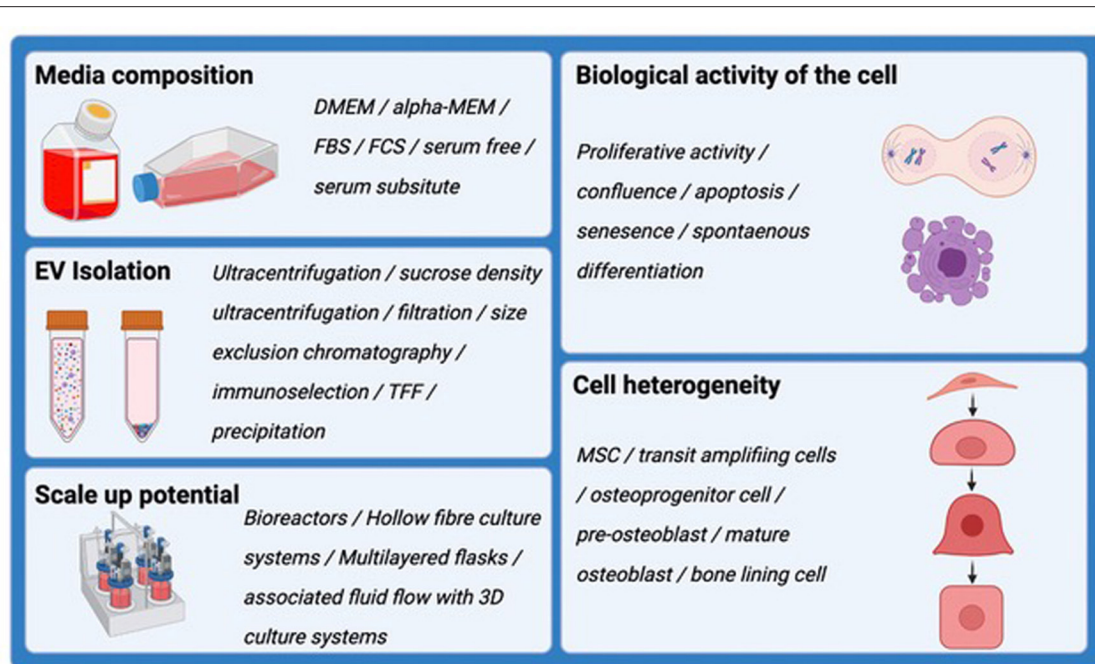 Media composition
DMEM / alpha-MEM /
FBS / FCS / serum free /
serum subsitute
EV Isolation
Ultracentrifugation / sucrose density
ultracentrifugation / filtration / size
exclusion chromatography /
immunoselection / TFF /
precipitation
Scale up potential
Bioreactors / Hollow fibre culture
systems / Multilayered flasks /
associated fluid flow with 3D
culture systems
Biological activity of the cell
Proliferative activity /
confluence / apoptosis /
senesence / spontaenous
differentiation
Cell heterogeneity
MSC / transit amplifiing cells
/ osteoprogenitor cell /
pre-osteoblast / mature
osteoblast / bone lining cell